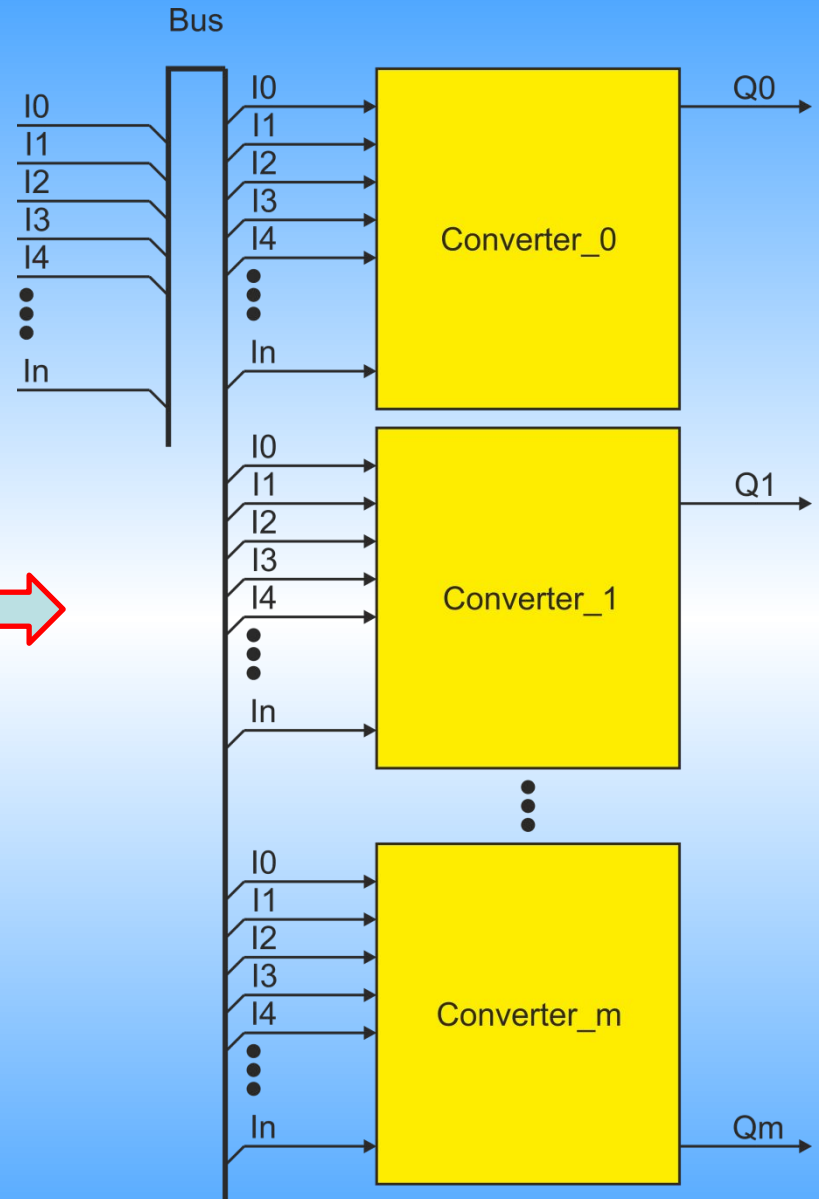 Bus
I0
I1
I2
I3
I4
In
I0
I1
I2
I3
I4
In
Converter_0
Q0
I0
I1
I2
I3
I4
In
Converter_1
Q1
I0
I1
I2
I3
I4
In
Converter_m
Qm